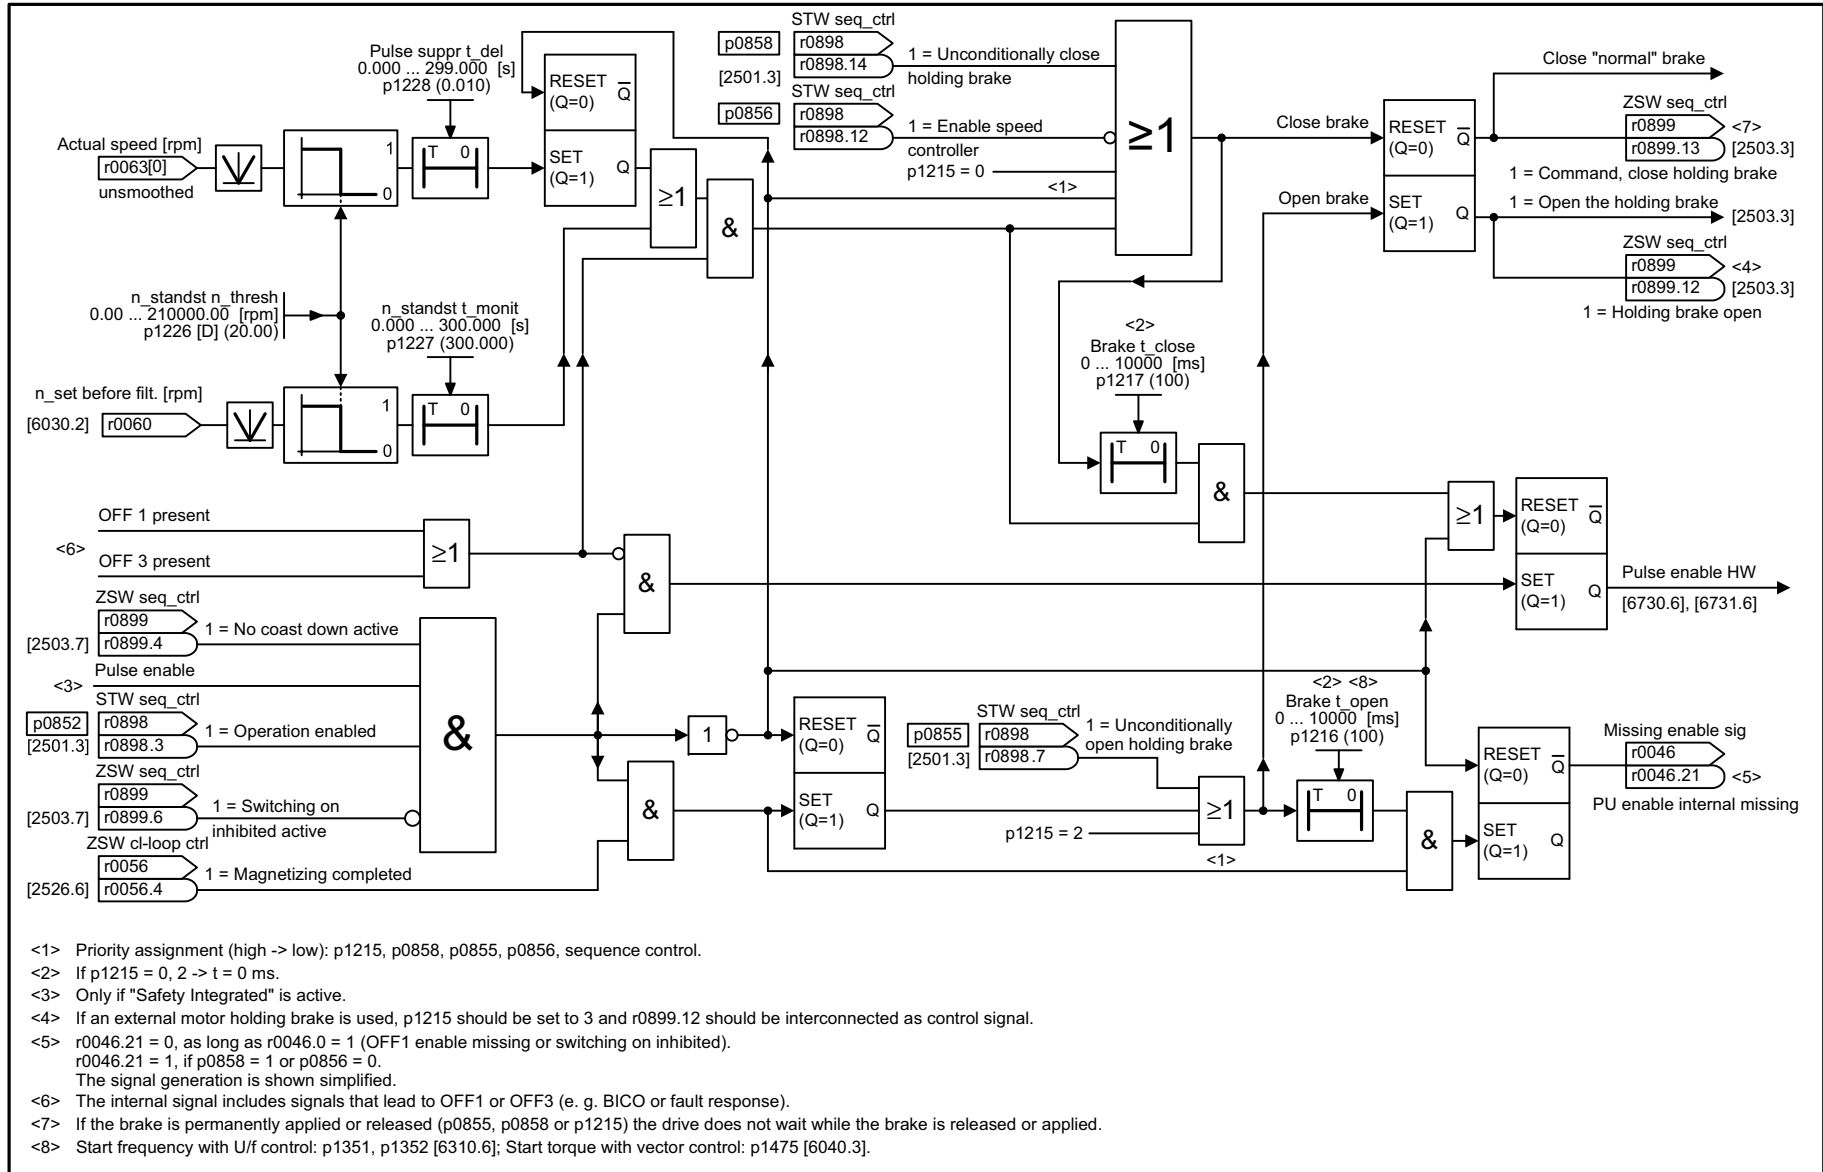 STW seq_ctrl
p0858
r0898
r0898.14
[2501.3]
1 = Unconditionally close
holding brake
STW seq_ctrl
p0856
r0898
r0898.12
1 = Enable speed
controller
p1215 = 0
<1>
≥1
Pulse suppr t_del
0.000 ... 299.000 [s]
p1228 (0.010)
RESET
(Q=0)
Q
SET
(Q=1)
Q
Actual speed [rpm]
r0063[0]
unsmoothed
1
0
T 0
≥1
&
Close brake
RESET
(Q=0)
Q
Open brake
SET
(Q=1)
Q
Close "normal" brake
ZSW seq_ctrl
r0899
<7>
r0899.13
[2503.3]
1 = Command, close holding brake
1 = Open the holding brake
[2503.3]
ZSW seq_ctrl
r0899
<4>
r0899.12
[2503.3]
1 = Holding brake open
n_standst n_thresh
0.00 ... 210000.00 [rpm]
p1226 [D] (20.00)
n_standst t_monit
0.000 ... 300.000 [s]
p1227 (300.000)
<2>
Brake t_close
0 ... 10000 [ms]
p1217 (100)
T 0
&
n_set before filt. [rpm]
[6030.2]
r0060
1
0
T 0
≥1
RESET
(Q=0)
Q
SET
(Q=1)
Q
Pulse enable HW
[6730.6], [6731.6]
OFF 1 present
<6>
OFF 3 present
≥1
&
ZSW seq_ctrl
r0899
r0899.4
[2503.7]
1 = No coast down active
Pulse enable
<3>
STW seq_ctrl
p0852
r0898
r0898.3
[2501.3]
1 = Operation enabled
ZSW seq_ctrl
r0899
r0899.6
[2503.7]
1 = Switching on
inhibited active
ZSW cl-loop ctrl
r0056
r0056.4
[2526.6]
1 = Magnetizing completed
&
1
&
RESET
(Q=0)
Q
SET
(Q=1)
Q
STW seq_ctrl
p0855
r0898
r0898.7
[2501.3]
1 = Unconditionally
open holding brake
p1215 = 2
≥1
<1>
<2> <8>
Brake t_open
0 ... 10000 [ms]
p1216 (100)
T 0
&
RESET
(Q=0)
Q
SET
(Q=1)
Q
Missing enable sig
r0046
r0046.21
<5>
PU enable internal missing
<1> Priority assignment (high -> low): p1215, p0858, p0855, p0856, sequence control.
<2> If p1215 = 0, 2 -> t = 0 ms.
<3> Only if "Safety Integrated" is active.
<4> If an external motor holding brake is used, p1215 should be set to 3 and r0899.12 should be interconnected as control signal.
<5> r0046.21 = 0, as long as r0046.0 = 1 (OFF1 enable missing or switching on inhibited).
r0046.21 = 1, if p0858 = 1 or p0856 = 0.
The signal generation is shown simplified.
<6> The internal signal includes signals that lead to OFF1 or OFF3 (e. g. BICO or fault response).
<7> If the brake is permanently applied or released (p0855, p0858 or p1215) the drive does not wait while the brake is released or applied.
<8> Start frequency with U/f control: p1351, p1352 [6310.6]; Start torque with vector control: p1475 [6040.3].